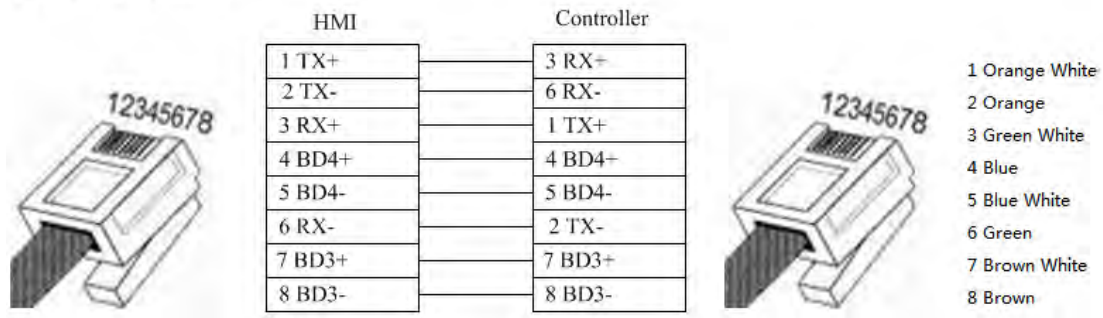 HMI Controller
1 TX+ 3 RX+
2 TX- 6 RX-
3 RX+ 1 TX+
4 BD4+ 4 BD4+
5 BD4- 5 BD4-
6 RX- 2 TX-
7 BD3+ 7 BD3+
8 BD3- 8 BD3-
12345678
12345678
1 Orange White
2 Orange
3 Green White
4 Blue
5 Blue White
6 Green
7 Brown White
8 Brown